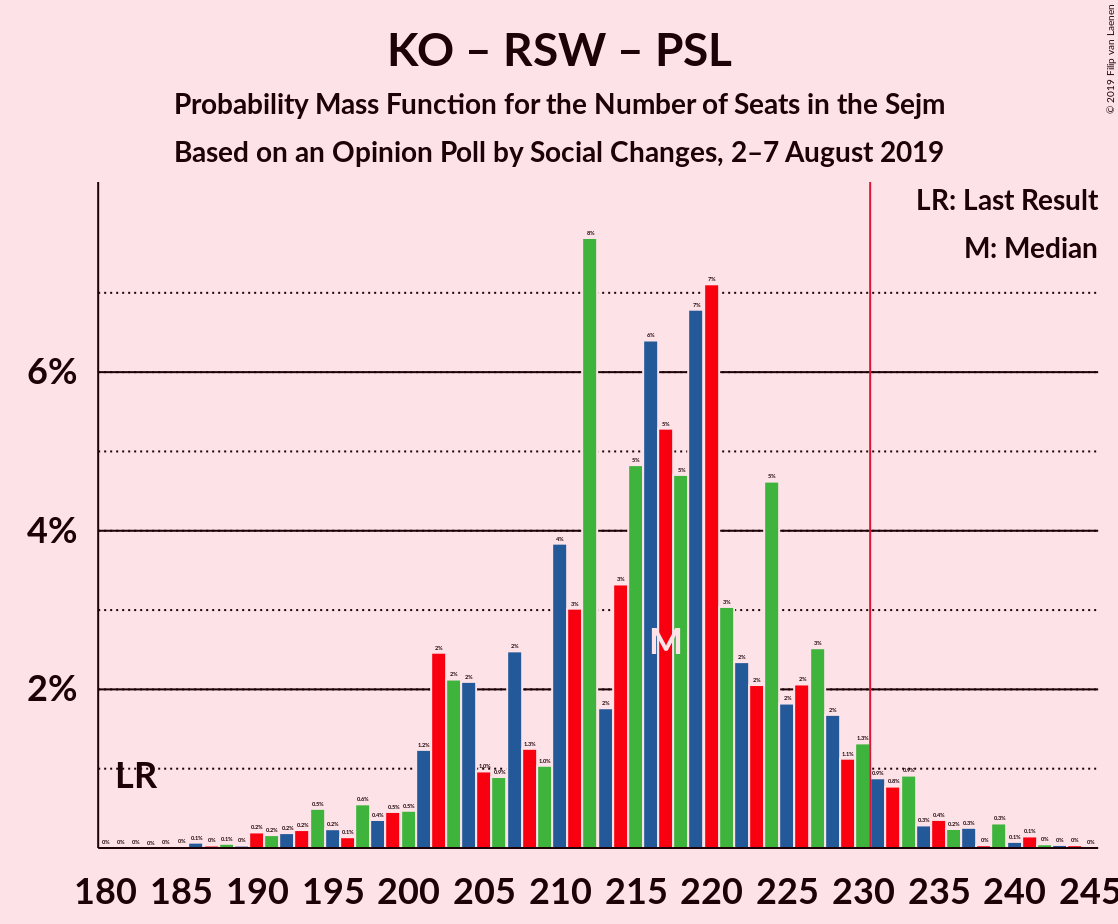 KO – RSW – PSL
Probability Mass Function for the Number of Seats in the Sejm
Based on an Opinion Poll by Social Changes, 2–7 August 2019
© 2019 Filip van Laenen
LR: Last Result
M: Median
6%
4%
2%
LR
M
0% 0% 0% 0% 0% 0% 0.1% 0% 0.1% 0% 0.2% 0.2% 0.2% 0.2% 0.5% 0.2% 0.1% 0.6% 0.4% 0.5% 0.5% 1.2% 2% 2% 2% 1.0% 0.9% 2% 1.3% 1.0% 4% 3% 8% 2% 3% 5% 6% 5% 5% 7% 7% 3% 2% 2% 5% 2% 2% 3% 2% 1.1% 1.3% 0.9% 0.8% 0.9% 0.3% 0.4% 0.2% 0.3% 0% 0.3% 0.1% 0.1% 0% 0% 0% 0%
180 185 190 195 200 205 210 215 220 225 230 235 240 245